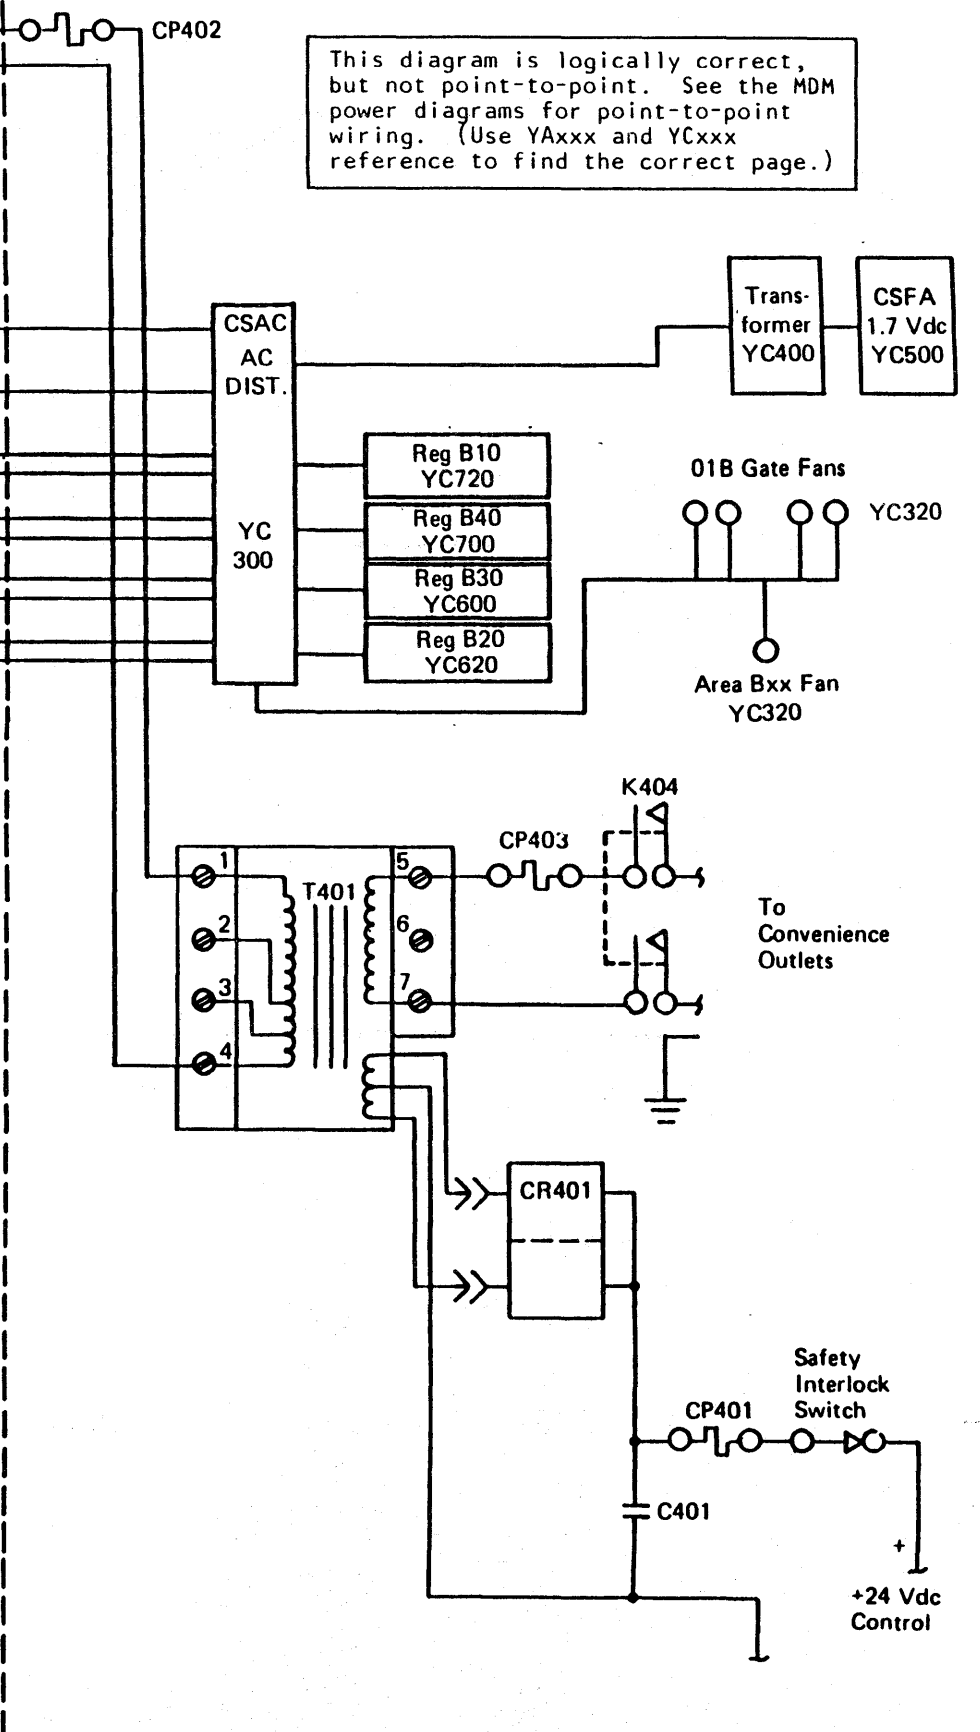 CP402
This diagram is logically correct,
but not point-to-point. See the MDM
power diagrams for point-to-point
wiring. (Use YAxxx and YCxxx
reference to find the correct page.)
CSAC
AC
DIST.
YC
300
Trans-
former
YC400
CSFA
1.7 Vdc
YC500
Reg B10
YC720
Reg B40
YC700
Reg B30
YC600
Reg B20
YC620
01B Gate Fans
YC320
Area Bxx Fan
YC320
K404
CP403
1
2
3
4
T401
5
6
7
To
Convenience
Outlets
CR401
Safety
Interlock
Switch
CP401
C401
+
+24 Vdc
Control